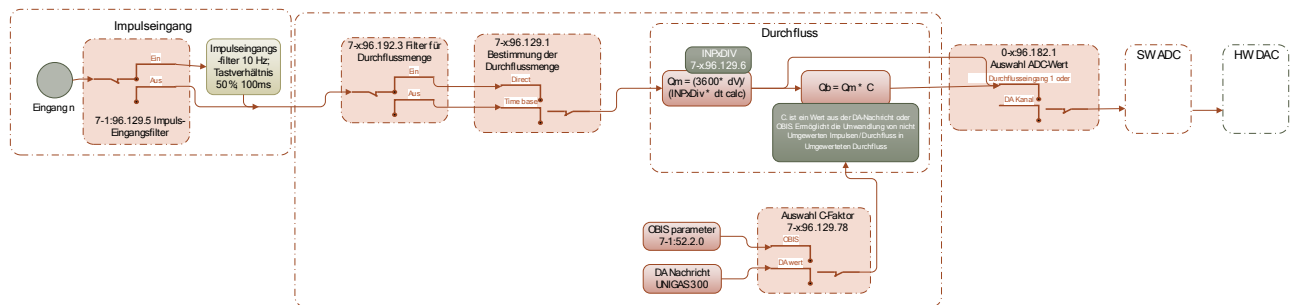 Impulseingang
Eingang n
Ein
Aus
7-1:96.129.5 Impuls-
Eingangsfilter
Impulseingangs
-filter 10 Hz;
Tastverhältnis
50 %; 100ms
7-x:96.192.3 Filter für
Durchflussmenge
Ein
Aus
7-x:96.129.1
Bestimmung der
Durchflussmenge
Direct
Time base
Durchfluss
INPxDIV
7-x:96.129.6
Qm = (3600* dV)/
(INPxDiv * dt calc)
Qb = Qm * C
C, ist ein Wert aus der DA-Nachricht oder
OBIS. Ermöglicht die Umwandlung von nicht
Umgewerten Impulsen/Durchfluss in
Umgewerteten Durchfluss
OBIS parameter
7-1:52.2.0
DA Nachricht
UNIGAS 300
Auswahl C-Faktor
7-x:96.129.78
OBIS
DA wert
0-x:96.182.1
Auswahl ADC-Wert
Durchflusseingang 1 oder
DA Kanal
SW ADC
HW DAC